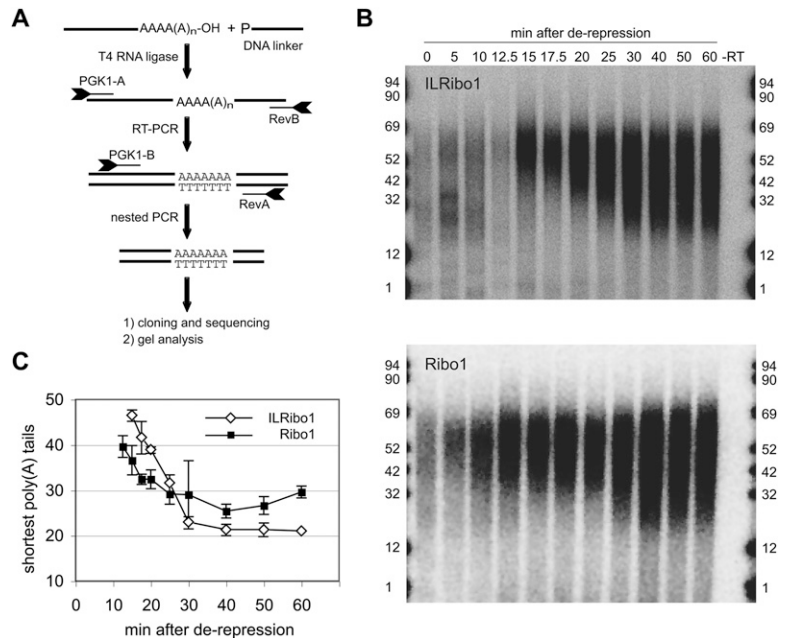 A
AAAA(A)n-OH + P
DNA linker
T4 RNA ligase
PGK1-A
AAAA(A)n
RevB
RT-PCR
PGK1-B
AAAAAAA
TTTTTTT
RevA
nested PCR
AAAAAAA
TTTTTTT
1) cloning and sequencing
2) gel analysis
B
min after de-repression
0 5 10 12.5 15 17.5 20 25 30 40 50 60 -RT
ILRibo1
94 94
90 90
69 69
52 52
42 42
32 32
12 12
1 1
Ribo1
94 94
90 90
69 69
52 52
42 42
32 32
12 12
1 1
C
shortest poly(A) tails
50
40
30
20
10
ILRibo1
Ribo1
0 10 20 30 40 50 60
min after de-repression